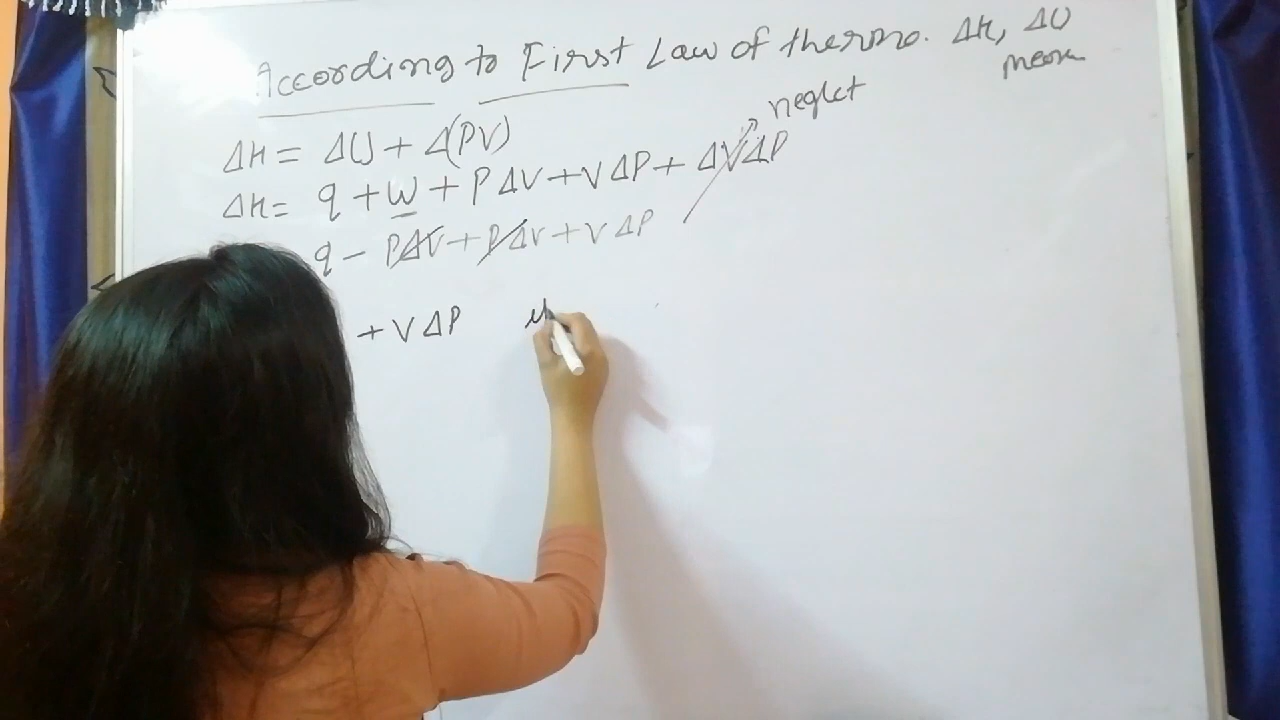 According to First Law of thermo. ΔH, ΔU
mean
neglct
ΔH = ΔU + Δ(PV)
ΔH = q + W + PΔV + VΔP + ΔVΔP
q - PΔV + PΔV + VΔP
+ VΔP